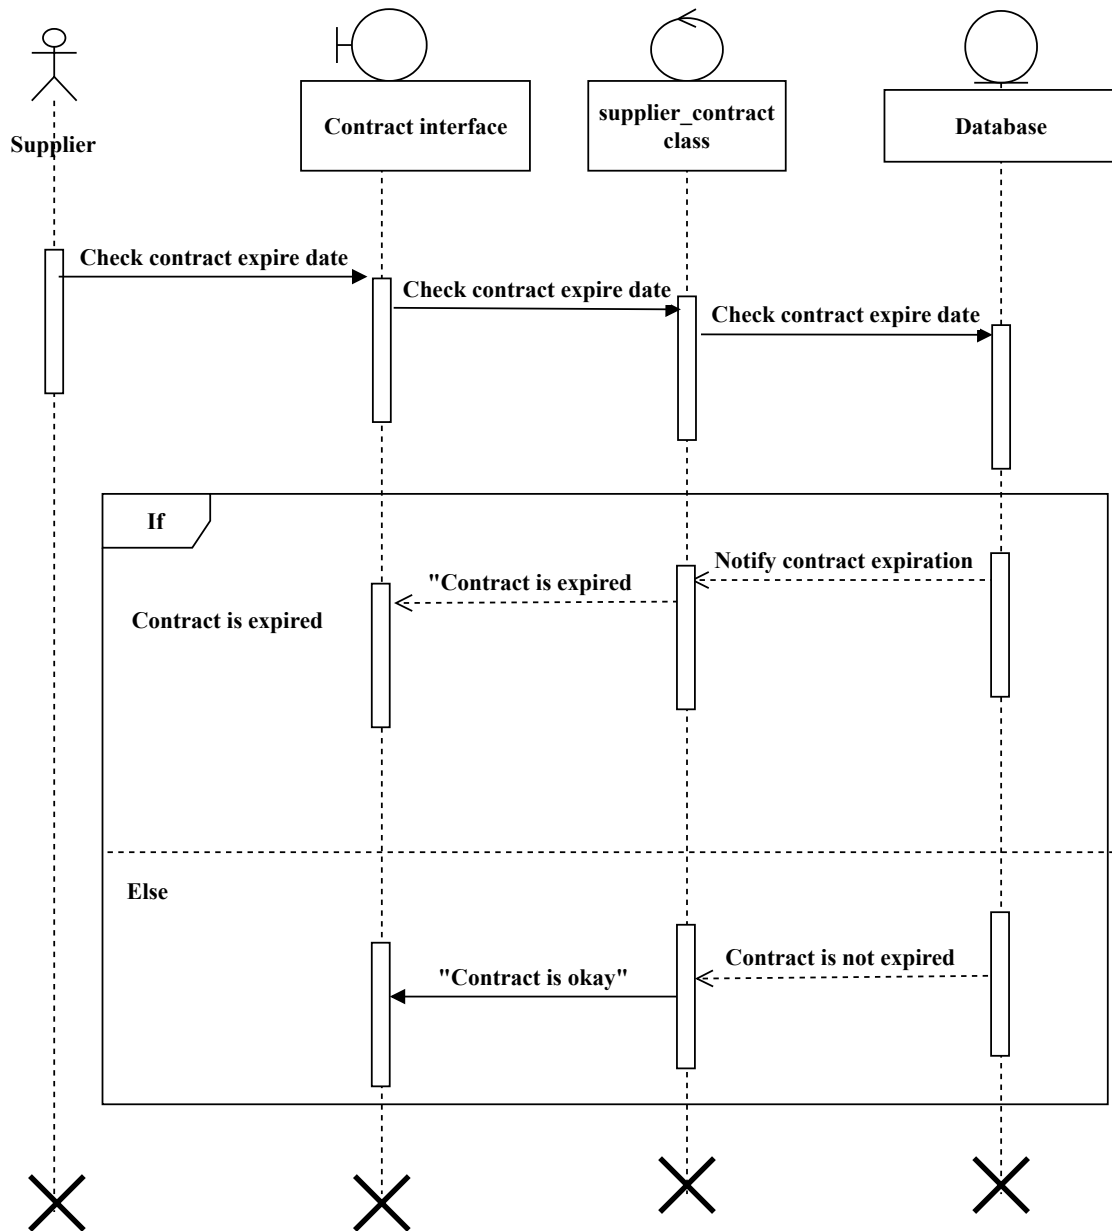 Supplier
Contract interface
supplier_contract
class
Database
Check contract expire date
Check contract expire date
Check contract expire date
If
Notify contract expiration
"Contract is expired
Contract is expired
Else
Contract is not expired
"Contract is okay"